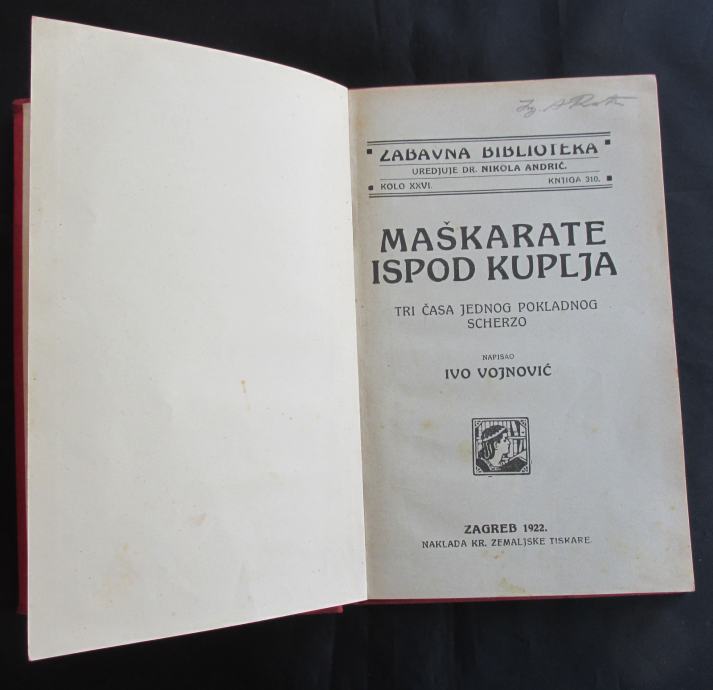 ZABAVNA BIBLIOTEKA
UREDJUJE DR. NIKOLA ANDRIĆ.
KOLO XXVI. KNJIGA 310.
MAŠKARATE
ISPOD KUPLJA
TRI ČASA JEDNOG POKLADNOG
SCHERZO
NAPISAO
IVO VOJNOVIĆ
ZAGREB 1922.
NAKLADA KR. ZEMALJSKE TISKARE.